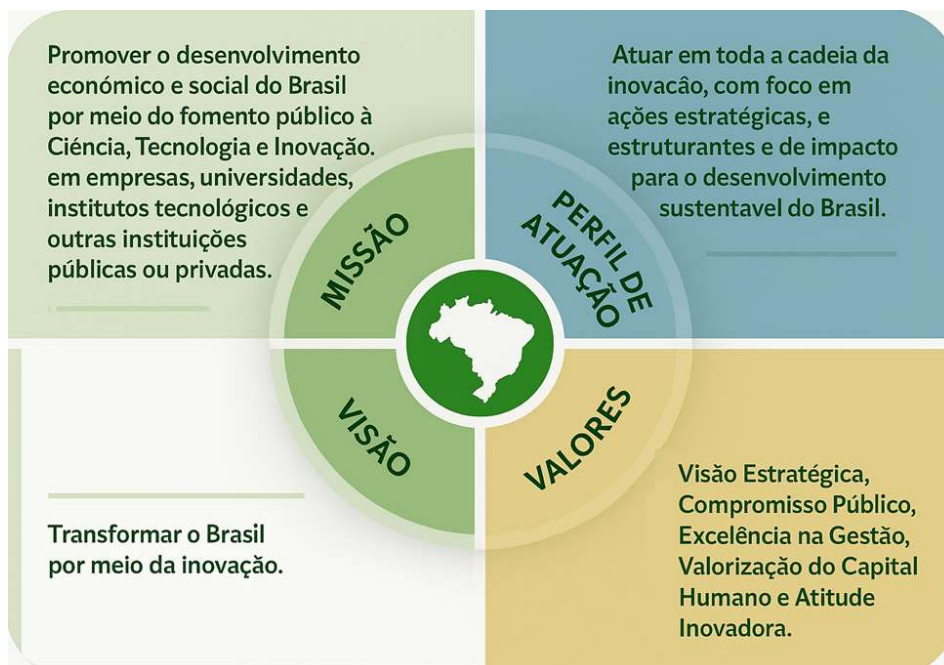 Promover o desenvolvimento
económico e social do Brasil
por meio do fomento público à
Ciéncia, Tecnologia e Inovação.
em empresas, universidades,
institutos tecnológicos e
outras instituições
públicas ou privadas.
MISSÃO
Atuar em toda a cadeia da
inovacâo, com foco em
ações estratégicas, e
estruturantes e de impacto
para o desenvolvimento
sustentavel do Brasil.
PERFIL DE
ATUAÇÃO
VISÃO
Transformar o Brasil
por meio da inovação.
VALORES
Visão Estratégica,
Compromisso Público,
Excelência na Gestão,
Valorização do Capital
Humano e Atitude
Inovadora.